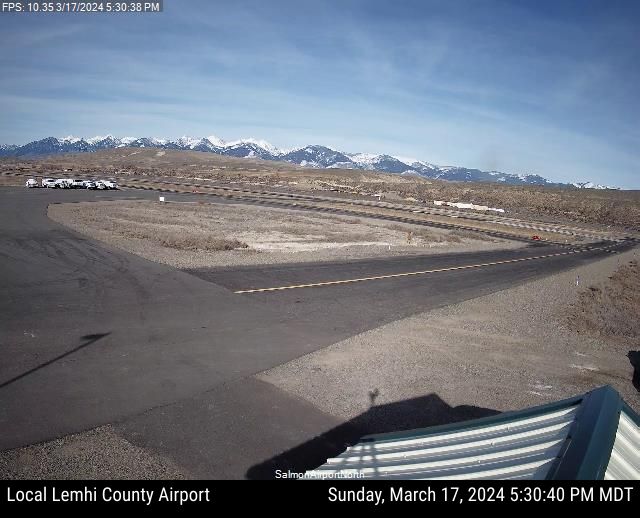 FPS: 10.35 3/17/2024 5:30:38 PM
SalmonAirportNorth
Local Lemhi County Airport Sunday, March 17, 2024 5:30:40 PM MDT